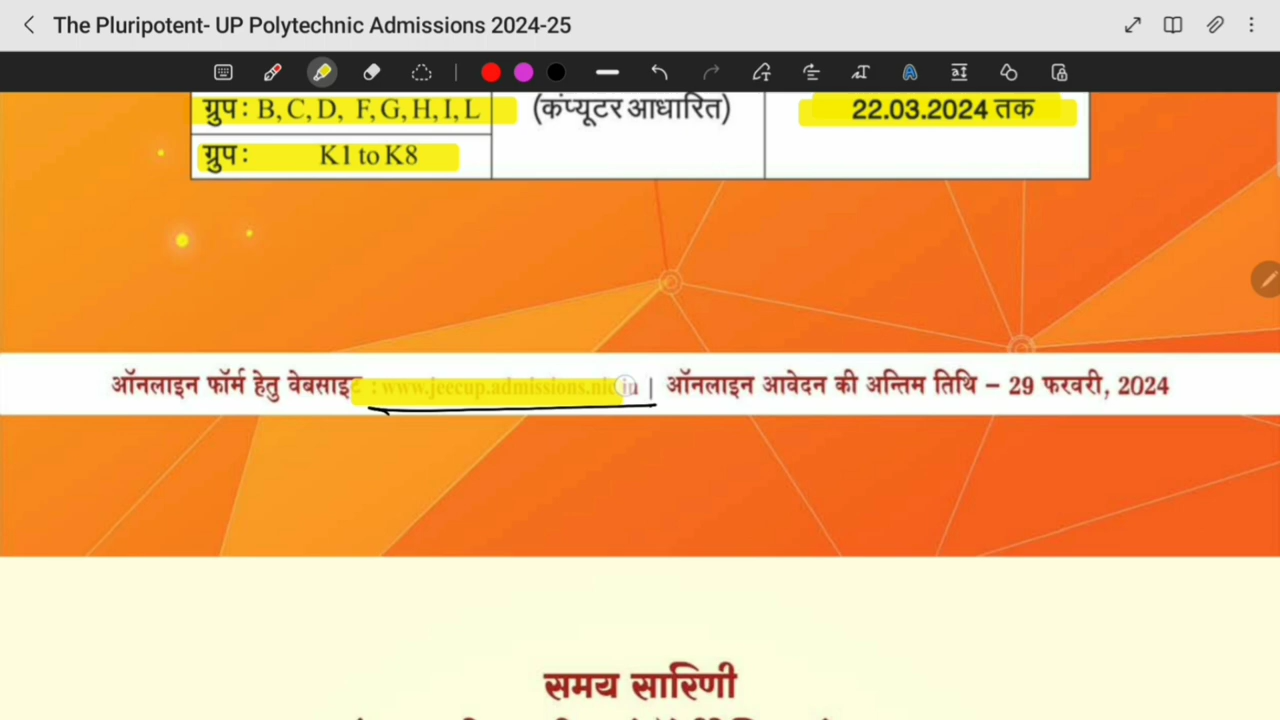 The Pluripotent- UP Polytechnic Admissions 2024-25
ग्रुप: B, C, D, F, G, H, I, L
(कंप्यूटर आधारित)
22.03.2024 तक
ग्रुप: K1 to K8
ऑनलाइन फॉर्म हेतु वेबसाइट : www.jeecup.admissions.nic.in | ऑनलाइन आवेदन की अन्तिम तिथि – 29 फरवरी, 2024
समय सारिणी